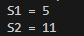 S1 = 5
S2 = 11